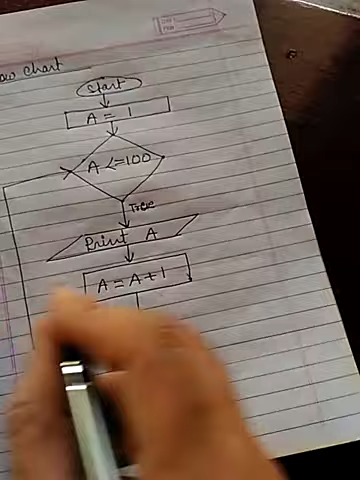 ow chart
Start
A = 1
A <= 100
True
Print A
A = A + 1